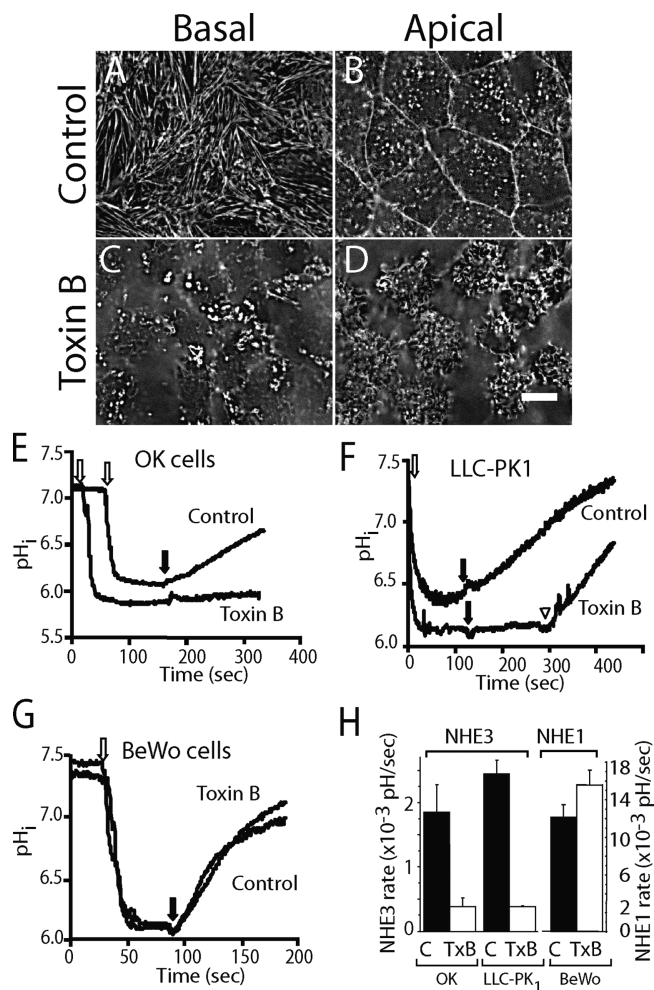 Basal Apical
Control
A B
Toxin B
C D
E OK cells
pHi
7.5
7.0
6.5
6.0
5.5
Control
Toxin B
0 100 200 300 400
Time (sec)
F LLC-PK1
pHi
7.5
7.0
6.5
6.0
Control
Toxin B
0 100 200 300 400 500
Time (sec)
G BeWo cells
pHi
7.5
7.0
6.5
6.0
Toxin B
Control
0 50 100 150 200
Time (sec)
H
NHE3 NHE1
NHE3 rate (x10-3 pH/sec)
2
1
0
18
16
14
12
10
8
6
4
2
0
NHE1 rate (x10-3 pH/sec)
C TxB C TxB C TxB
OK LLC-PK1 BeWo